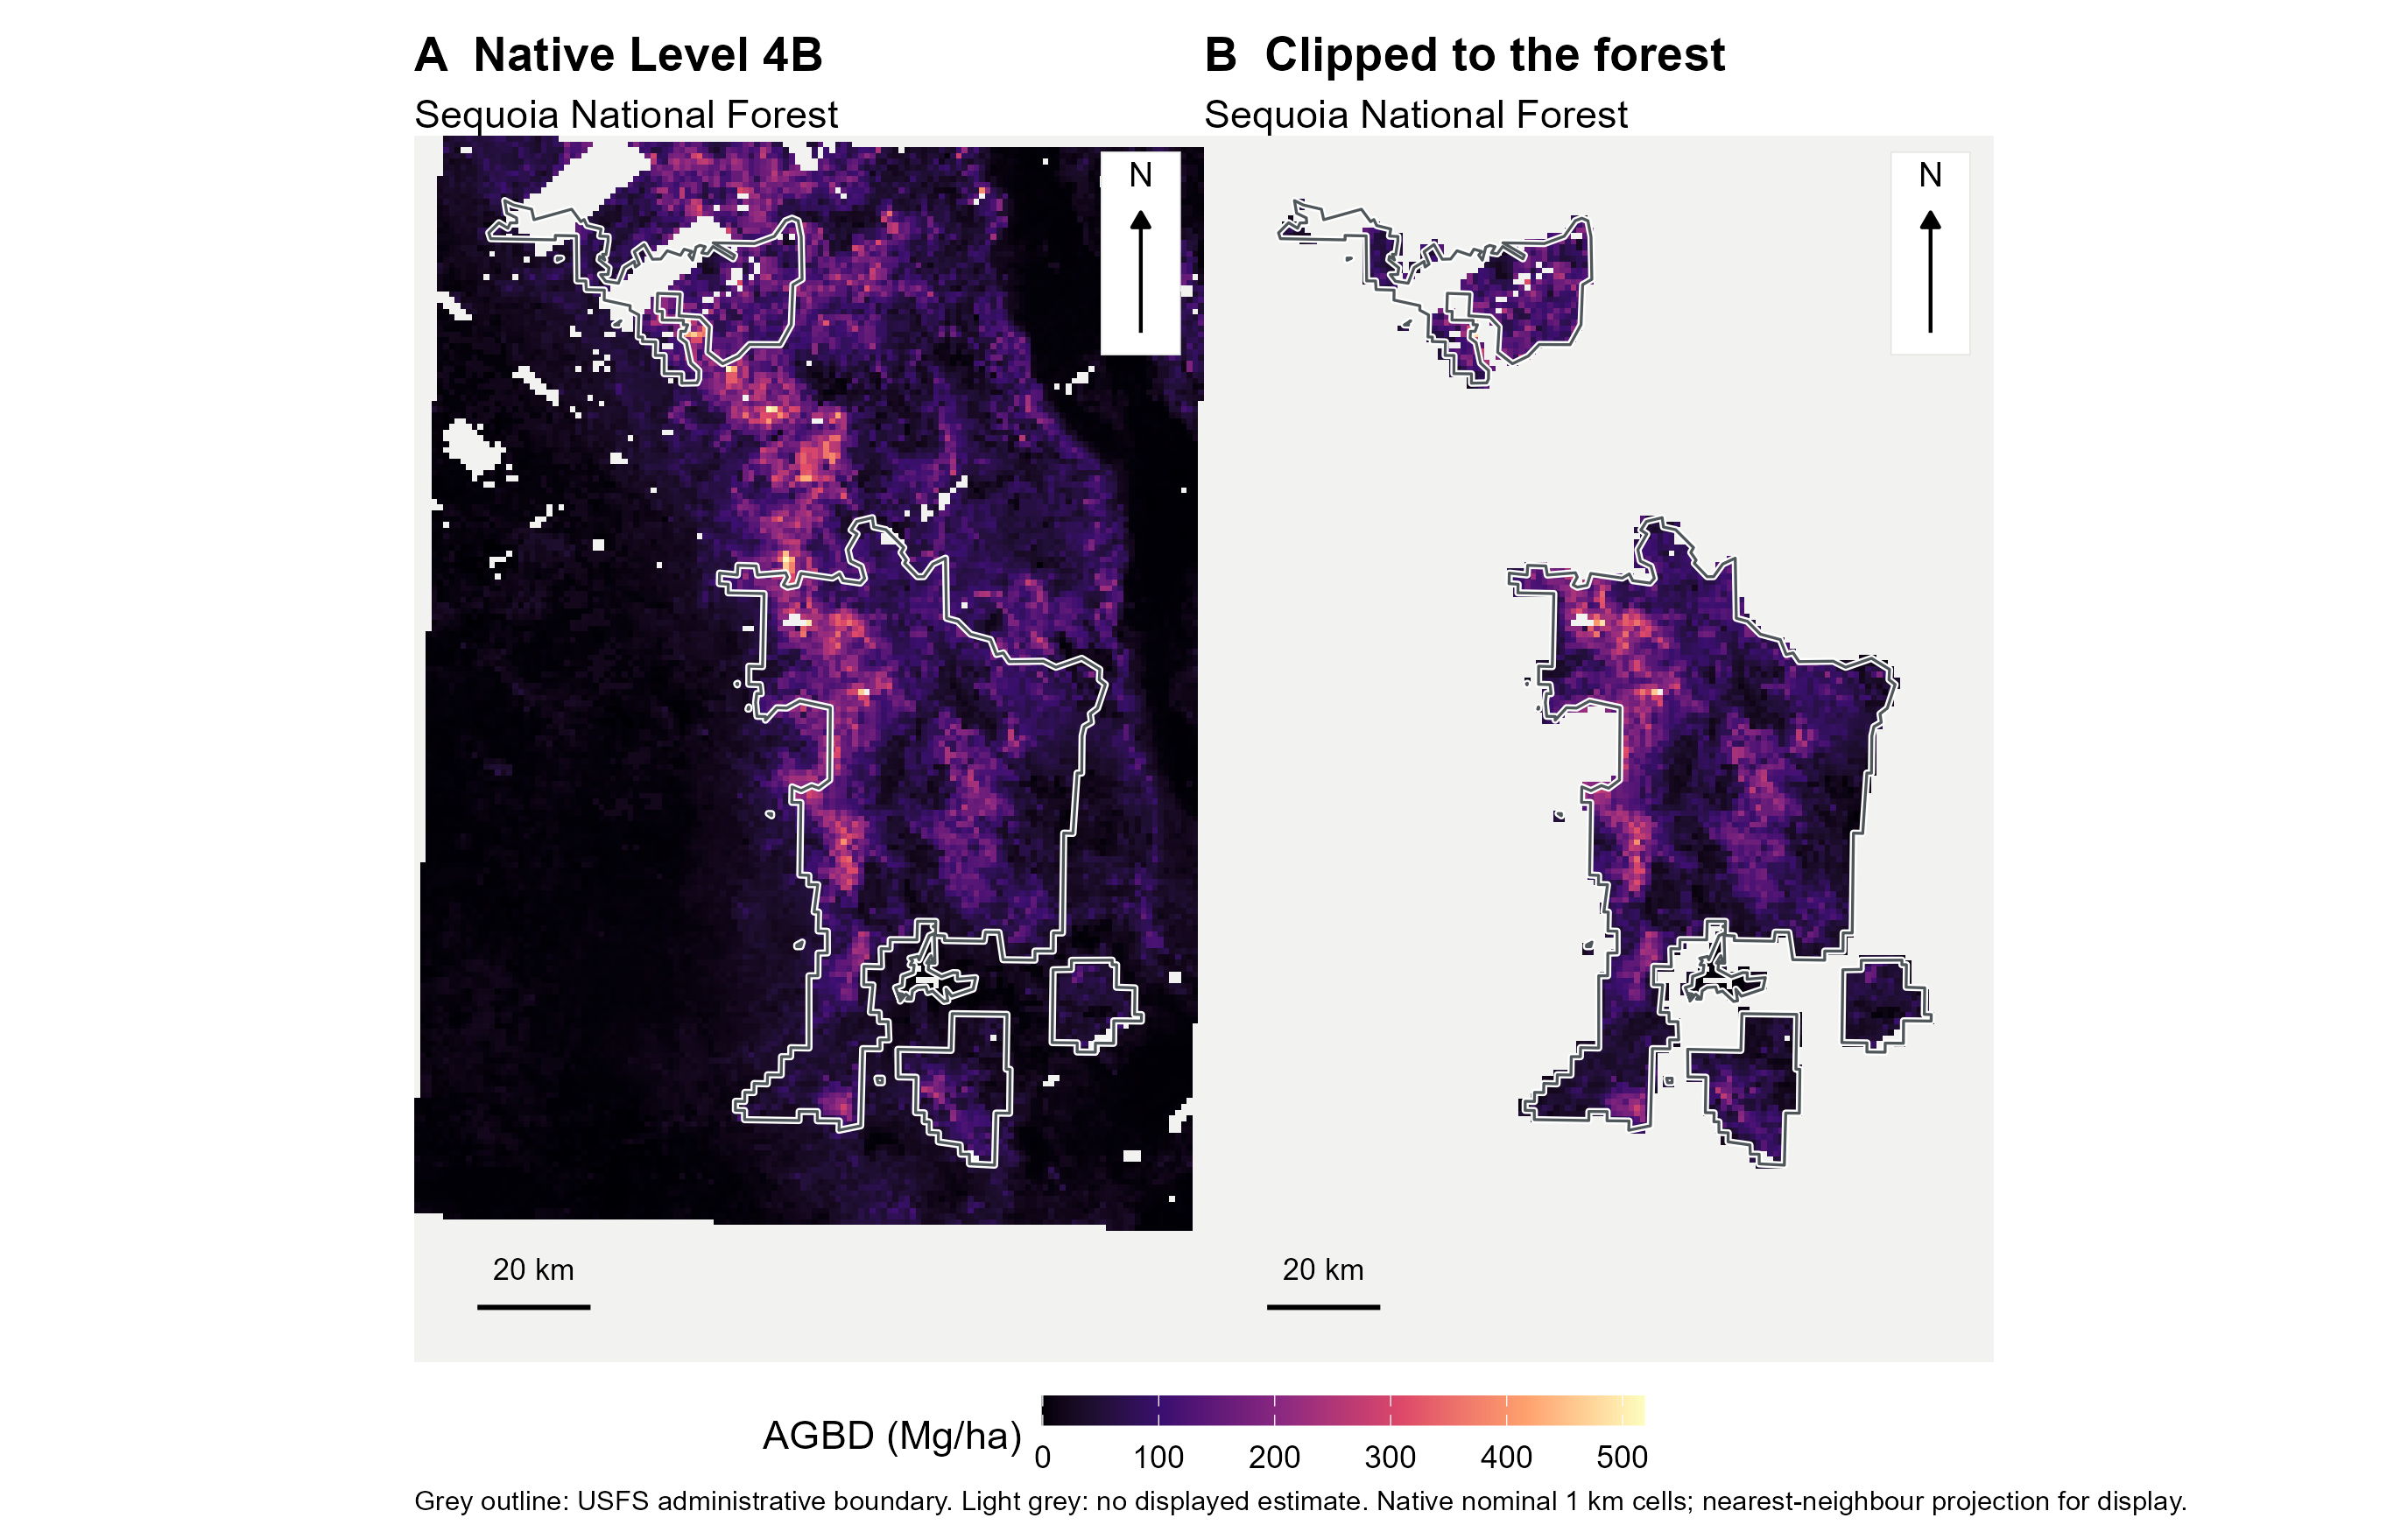 A Native Level 4B
Sequoia National Forest
N
20 km
B Clipped to the forest
Sequoia National Forest
N
20 km
AGBD (Mg/ha)
0 100 200 300 400 500
Grey outline: USFS administrative boundary. Light grey: no displayed estimate. Native nominal 1 km cells; nearest-neighbour projection for display.